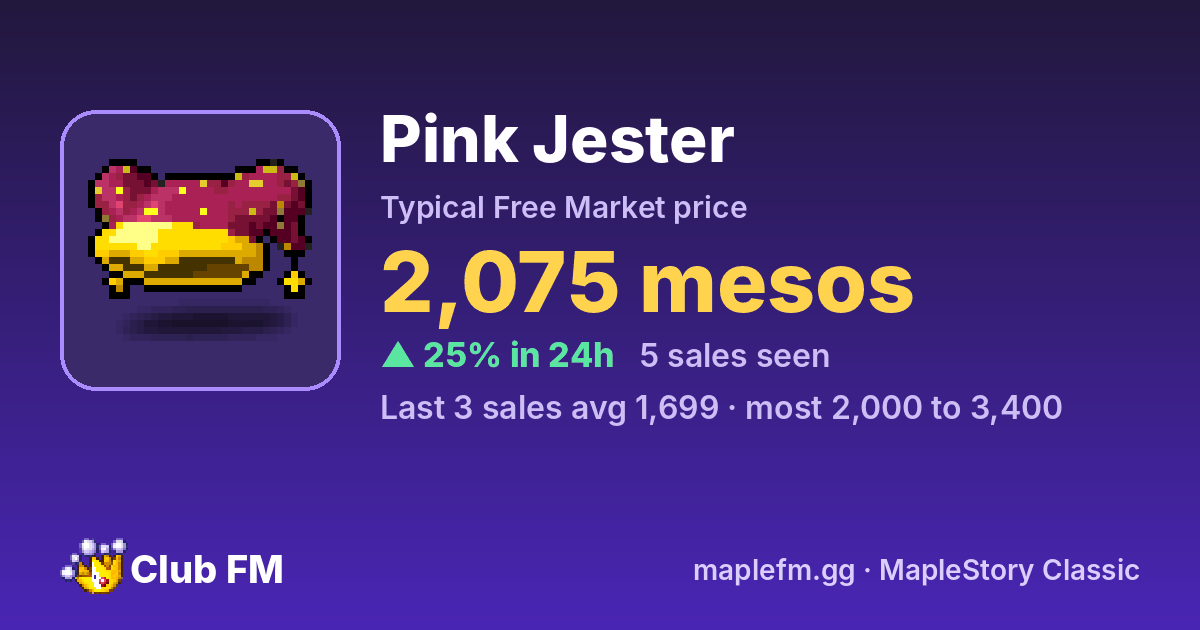 Pink Jester
Typical Free Market price
2,075 mesos
▲ 25% in 24h 5 sales seen
Last 3 sales avg 1,699 · most 2,000 to 3,400
Club FM
maplefm.gg · MapleStory Classic